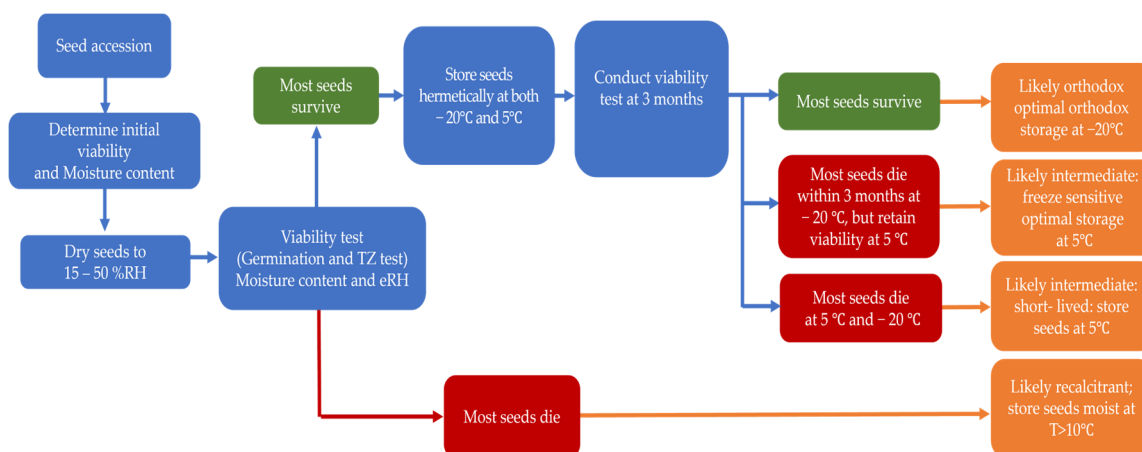 Seed accession
Determine initial
viability
and Moisture content
Dry seeds to
15 – 50 %RH
Viability test
(Germination and TZ test)
Moisture content and eRH
Most seeds
survive
Store seeds
hermetically at both
− 20℃ and 5℃
Conduct viability
test at 3 months
Most seeds survive
Likely orthodox
optimal orthodox
storage at −20℃
Most seeds die
within 3 months at
− 20 ℃, but retain
viability at 5 ℃
Likely intermediate:
freeze sensitive
optimal storage
at 5℃
Most seeds die
at 5 ℃ and − 20 ℃
Likely intermediate:
short- lived: store
seeds at 5℃
Most seeds die
Likely recalcitrant;
store seeds moist at
T>10℃